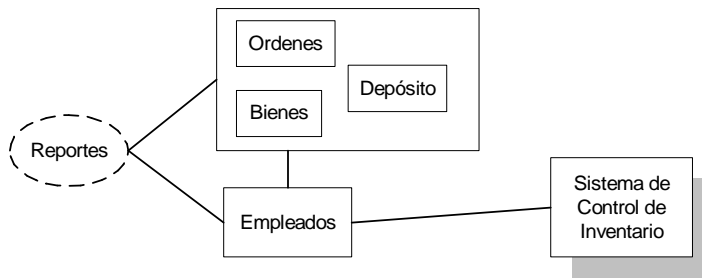 Ordenes
Depósito
Bienes
Reportes
Empleados
Sistema de
Control de
Inventario